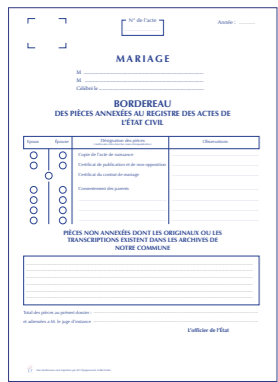 N° de l'acte
Année :
MARIAGE
M
M
Célébré le
BORDEREAU
DES PIÈCES ANNEXÉES AU REGISTRE DES ACTES DE
L'ÉTAT CIVIL
Époux Épouse Désignation des pièces Observations
Copies de l'acte de naissance
Certificat de publication et de non opposition
Certificat du contrat de mariage
Consentement des parents
PIÈCES NON ANNEXÉES DONT LES ORIGINAUX OU LES
TRANSCRIPTIONS EXISTENT DANS LES ARCHIVES DE
NOTRE COMMUNE
Total des pièces au présent dossier :
et adressées à M. le juge d'instance
L'officier de l'État